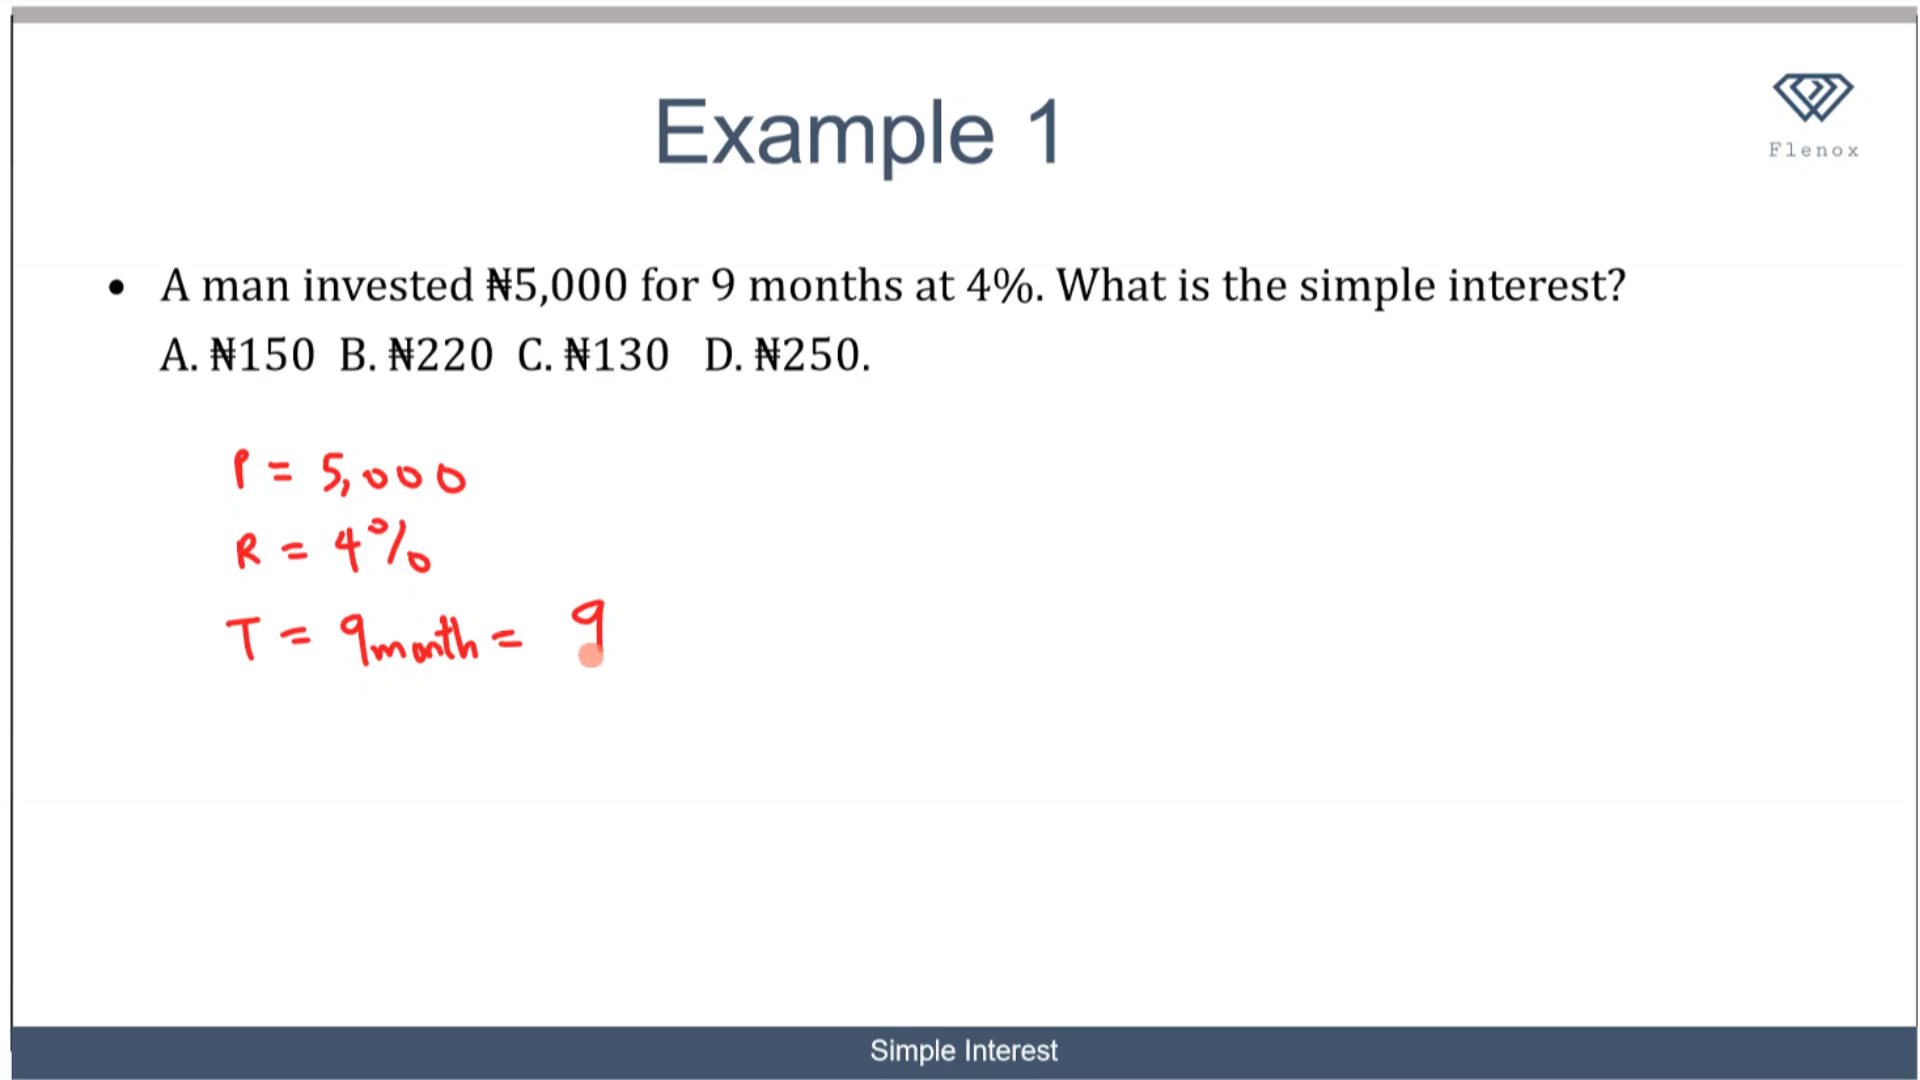 Example 1
Flenox
• A man invested ₦5,000 for 9 months at 4%. What is the simple interest?
A. ₦150 B. ₦220 C. ₦130 D. ₦250.
P = 5,000
R = 4%
T = 9month = 9
Simple Interest